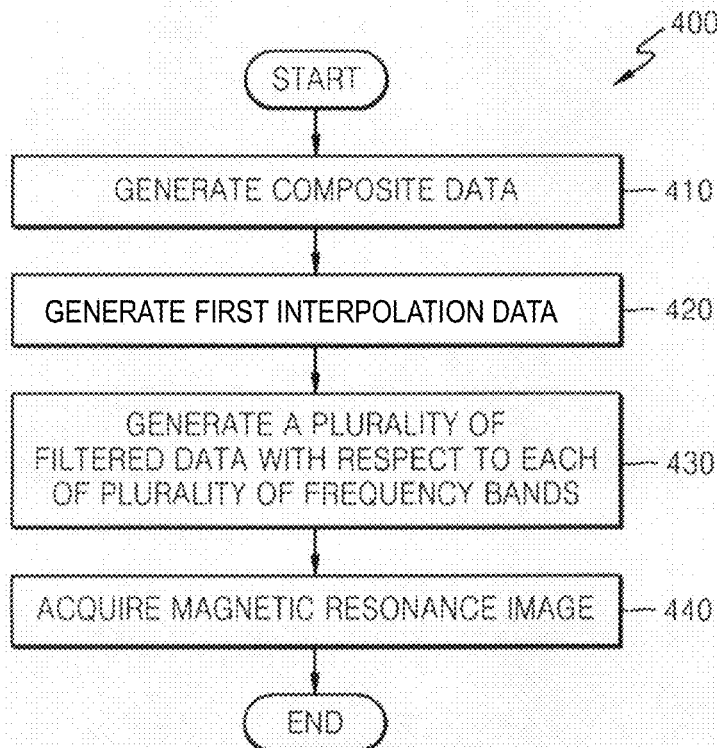 400
START
GENERATE COMPOSITE DATA
410
GENERATE FIRST INTERPOLATION DATA
420
GENERATE A PLURALITY OF
FILTERED DATA WITH RESPECT TO EACH
OF PLURALITY OF FREQUENCY BANDS
430
ACQUIRE MAGNETIC RESONANCE IMAGE
440
END